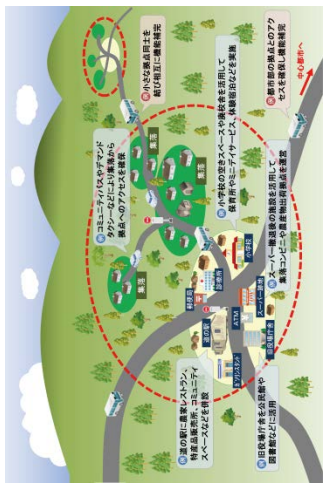 例 小さな拠点同士を
結び相互に機能補完
例 コミュニティバスやデマンド
タクシーなどにより集落から
拠点へのアクセスを確保
例 小学校の空きスペースや廃校舎を活用して
保育所やミニデイサービス、体験宿泊などを実施
例 都市部の拠点とのアク
セスを確保し機能補完
中心都市へ
集落
集落
集落
郵便局
診療所
小学校
道の駅
ATM
スーパー跡地
旧役場庁舎
ガソリンスタンド
例 道の駅に農家レストラン、
特産品販売所、コミュニティ
スペースなどを併設
例 旧役場庁舎を公民館や
図書館などに活用
例 スーパー撤退後の施設を活用して
集落コンビニや農産物出荷拠点を運営